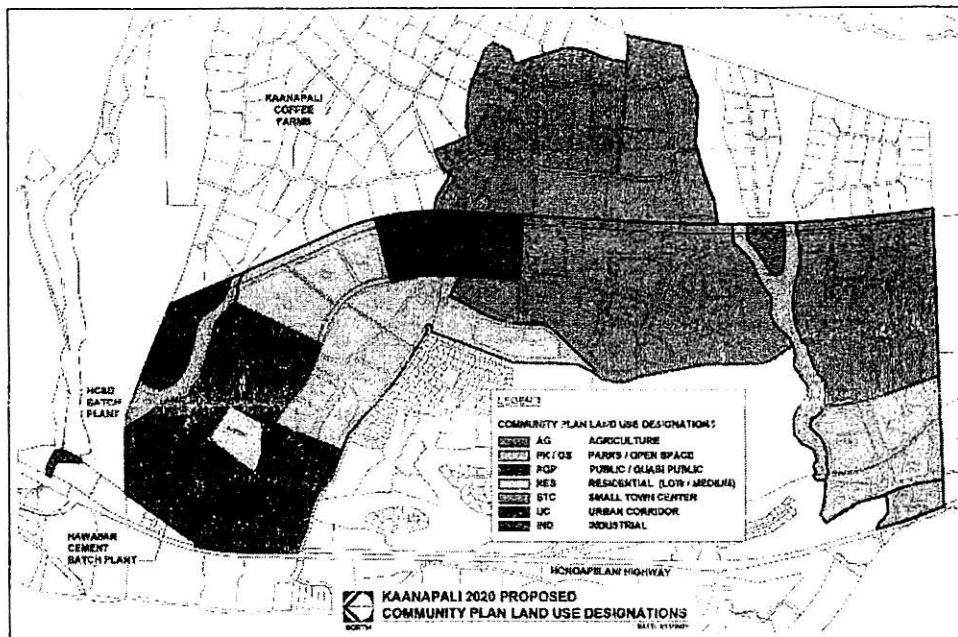 KAANAPALI
COFFEE
FARMS
BATCH
PLANT
HAWAIIAN
CEMENT
BATCH PLANT
LEGEND
COMMUNITY PLAN LAND USE DESIGNATIONS
AG AGRICULTURE
PK / OS PARKS / OPEN SPACE
PQP PUBLIC / QUASI PUBLIC
RES RESIDENTIAL (LOW / MEDIUM)
STC SMALL TOWN CENTER
UC URBAN CORRIDOR
IND INDUSTRIAL
HONOAPIILANI HIGHWAY
NORTH
KAANAPALI 2020 PROPOSED
COMMUNITY PLAN LAND USE DESIGNATIONS
DATE: